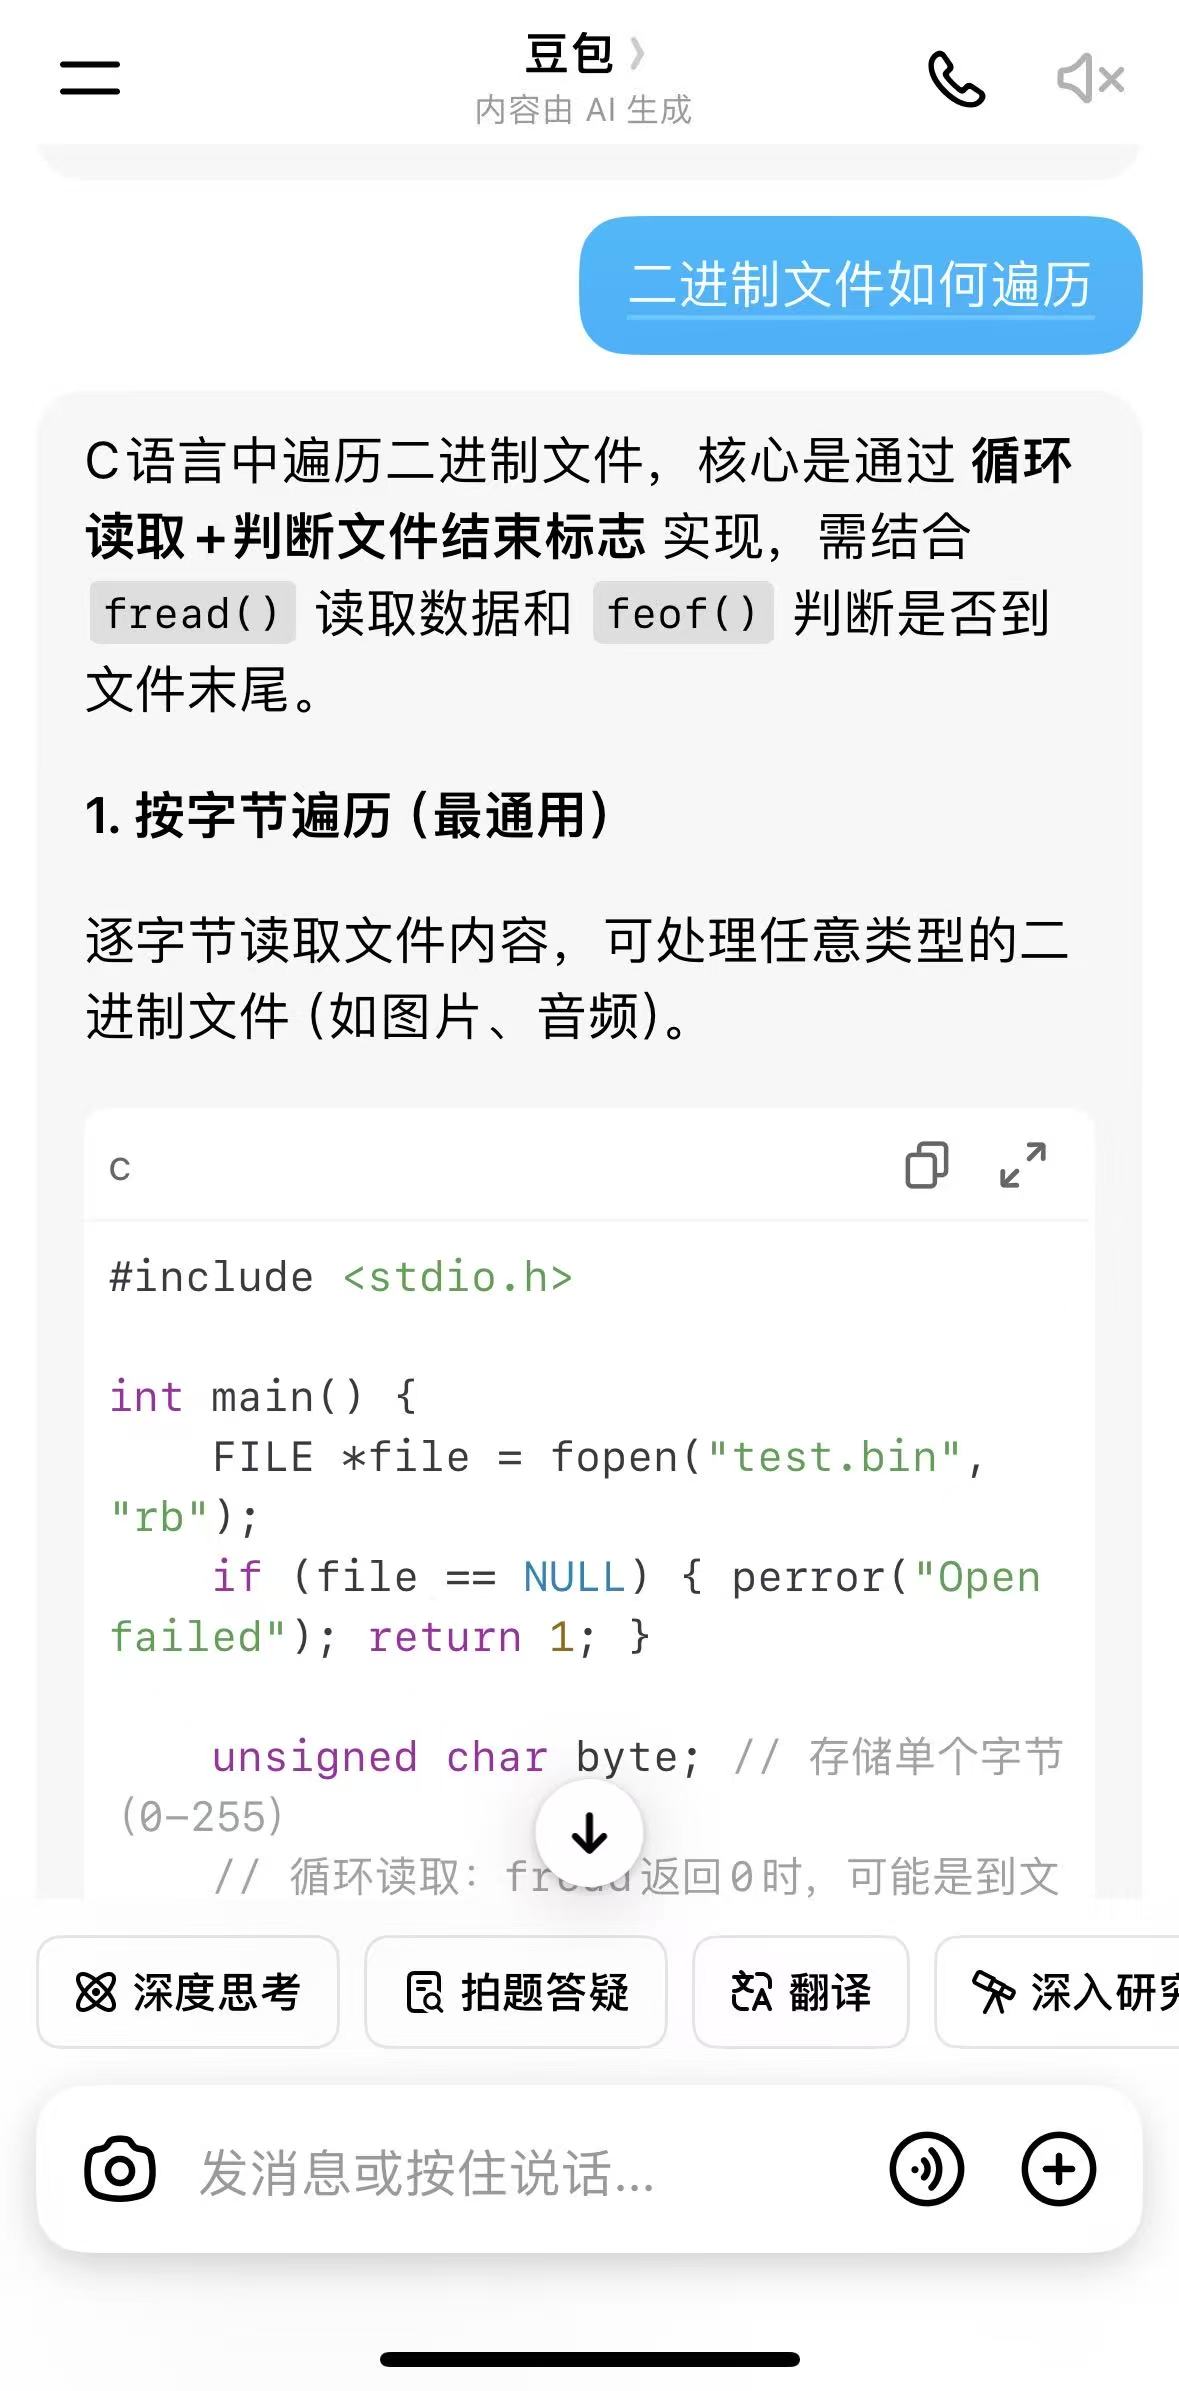 豆包
内容由 AI 生成
二进制文件如何遍历
C语言中遍历二进制文件，核心是通过 循环
读取+判断文件结束标志 实现，需结合
fread() 读取数据和 feof() 判断是否到
文件末尾。
1. 按字节遍历（最通用）
逐字节读取文件内容，可处理任意类型的二
进制文件（如图片、音频）。
c
#include <stdio.h>
int main() {
    FILE *file = fopen("test.bin",
"rb");
    if (file == NULL) { perror("Open
failed"); return 1; }
    unsigned char byte; // 存储单个字节
(0-255)
    // 循环读取：fread返回0时，可能是到文
深度思考
拍题答疑
翻译
深入研究
发消息或按住说话...